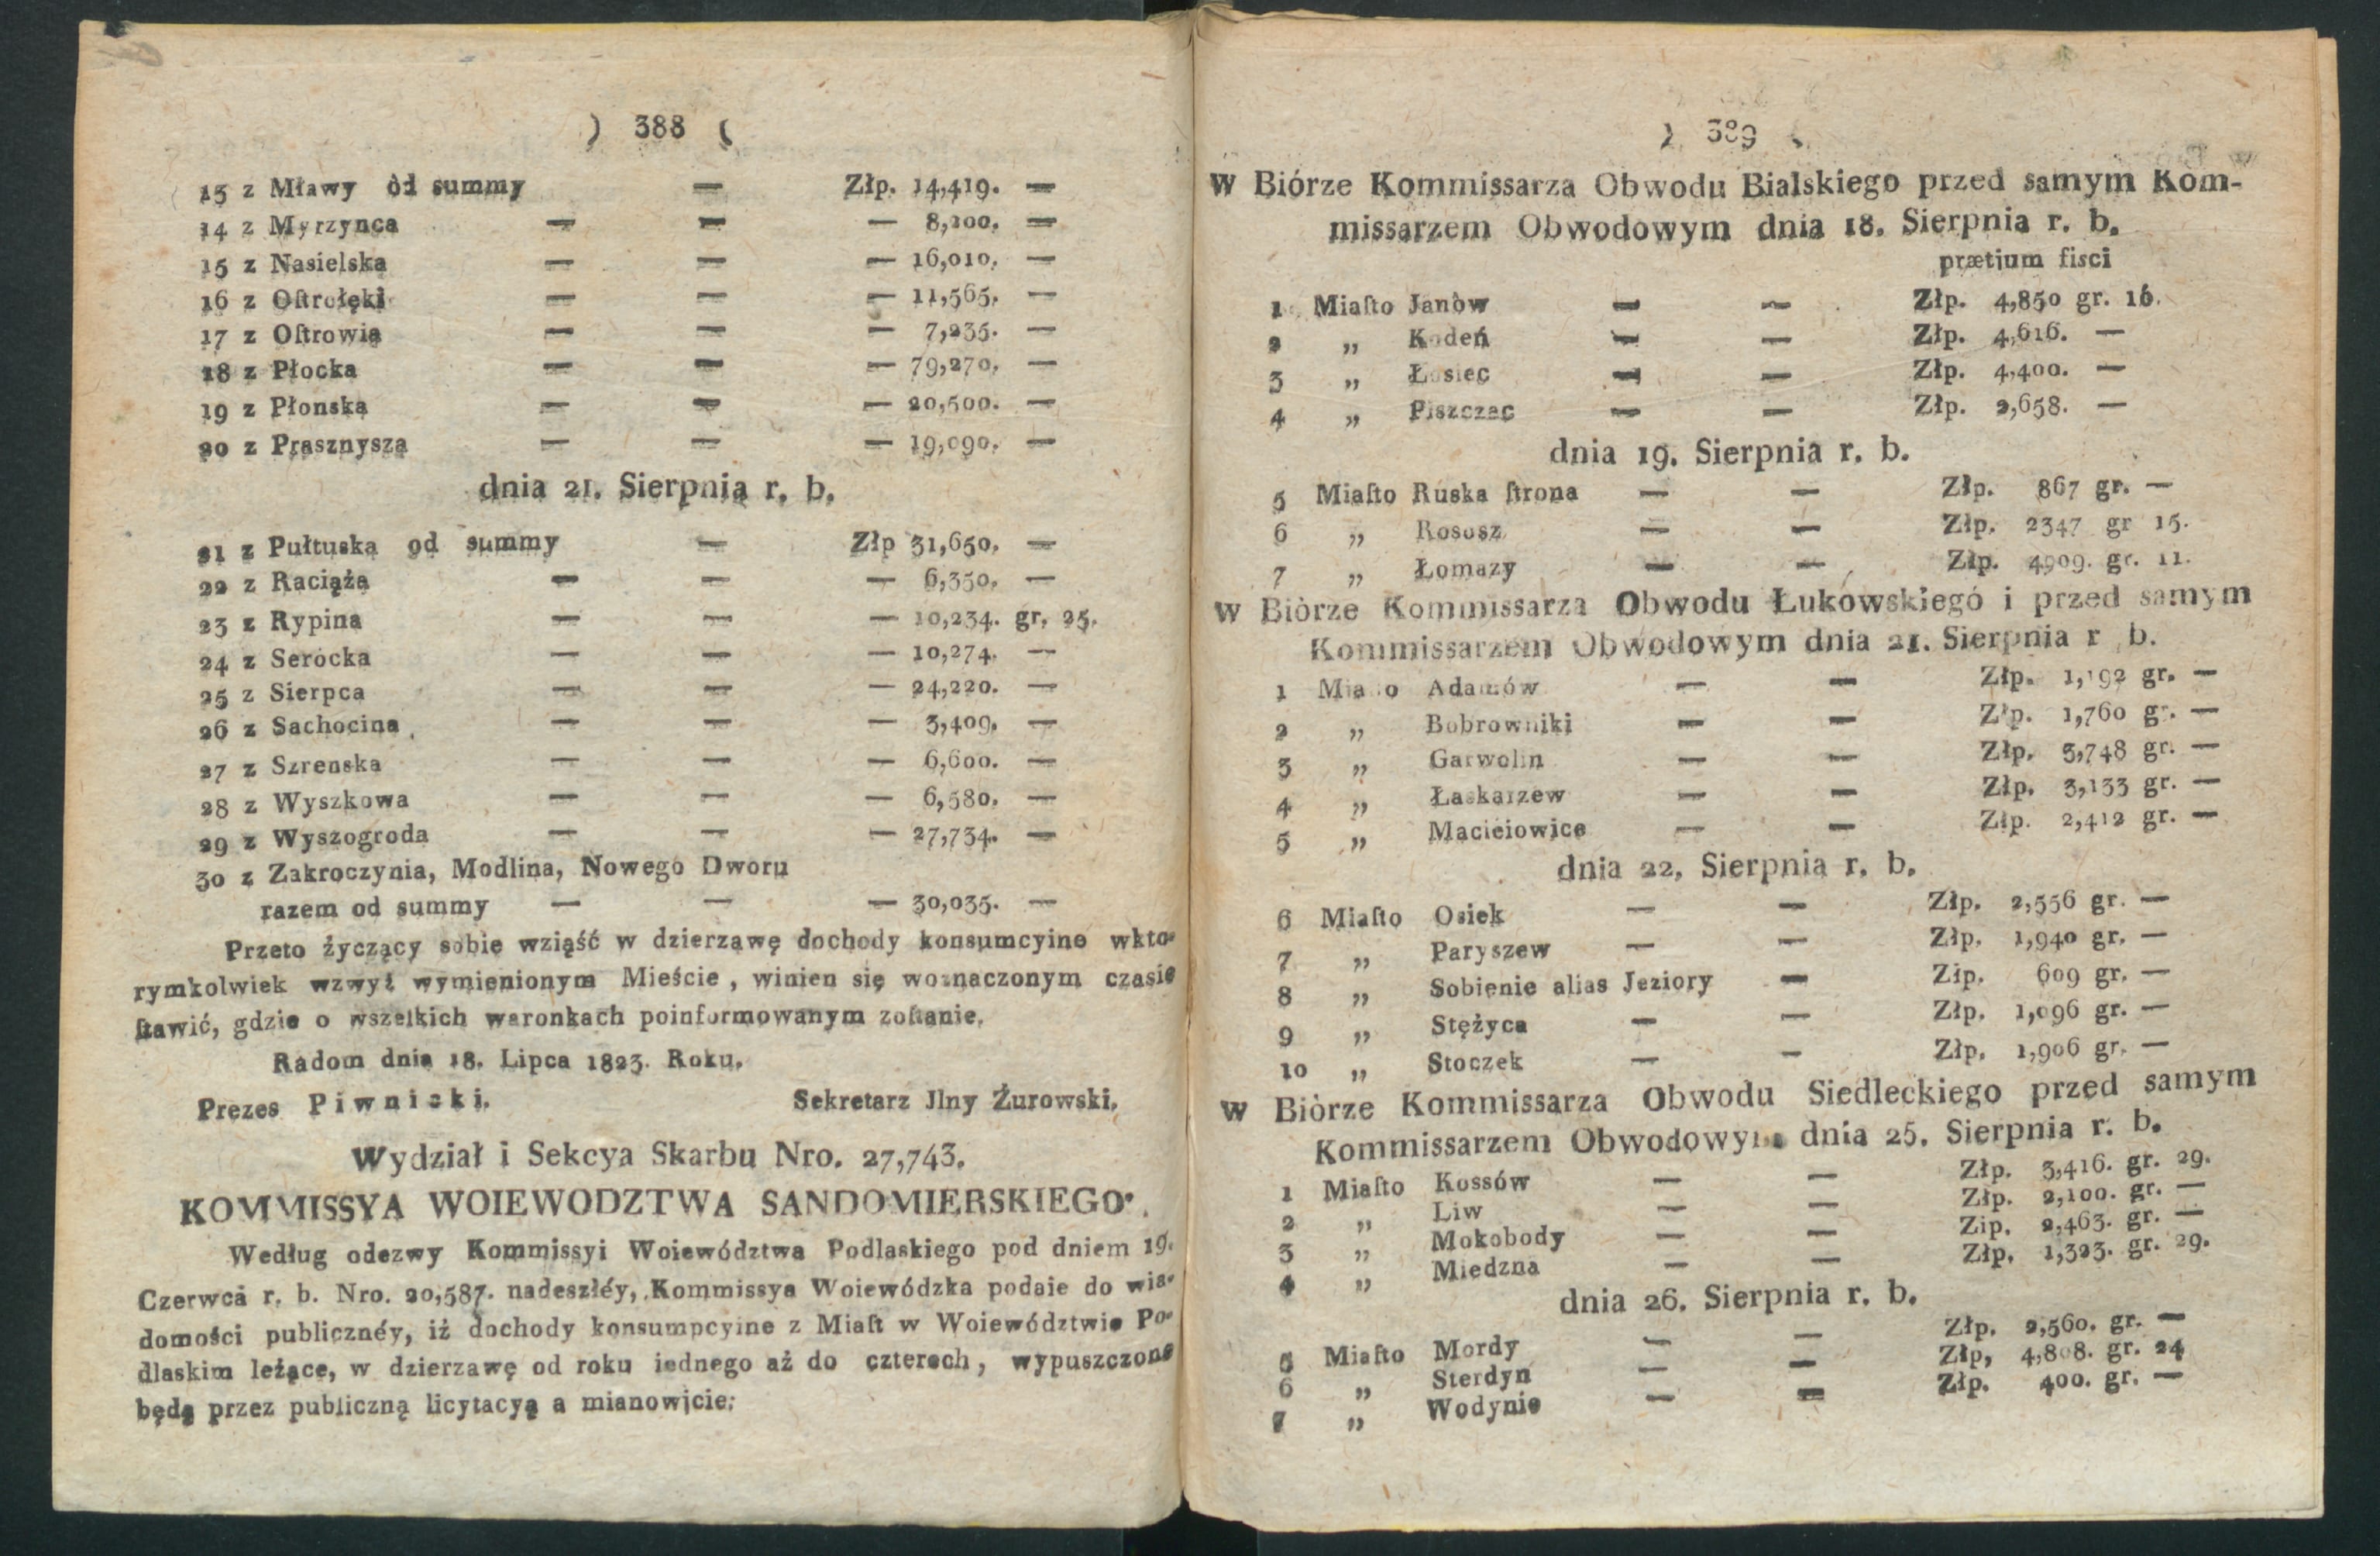 ) 388 (
13 z Mławy od summy — Złp. 14,419. —
14 z Myrzynca — — — 8,200. —
15 z Nasielska — — — 16,010. —
16 z Oſtrołęki — — — 11,565. —
17 z Oſtrowia — — — 7,235. —
18 z Płocka — — — 79,270. —
19 z Płonska — — — 20,500. —
20 z Prasznysza — — — 19,090. —
dnia 21. Sierpnia r. b.
21 z Pułtuska od summy — Złp 31,650. —
22 z Raciąża — — — 6,350. —
23 z Rypina — — — 10,234. gr. 25.
24 z Serocka — — — 10,274. —
25 z Sierpca — — — 24,220. —
26 z Sachocina — — — 3,409. —
27 z Szrenska — — — 6,600. —
28 z Wyszkowa — — — 6,580. —
29 z Wyszogroda — — — 27,734. —
30 z Zakroczynia, Modlina, Nowego Dworu
razem od summy — — — 30,035. —
Przeto życzący sobie wziąść w dzierzawę dochody konsumcyine wkto-
rymkolwiek wzwyż wymienionym Mieście, winien się woznaczonym czasie
ſtawić, gdzie o wszelkich waronkach poinformowanym zoſtanie.
Radom dnia 18. Lipca 1823. Roku.
Prezes Piwnicki. Sekretarz Jlny Żurowski.
Wydział i Sekcya Skarbu Nro. 27,743.
KOMMISSYA WOIEWODZTWA SANDOMIERSKIEGO.
Według odezwy Kommissyi Woiewództwa Podlaskiego pod dniem 19.
Czerwca r. b. Nro. 20,587. nadeszłéy, Kommissya Woiewódzka podaie do wia-
domości publicznéy, iż dochody konsumpcyine z Miaſt w Woiewództwie Po-
dlaskim leżące, w dzierzawę od roku iednego aż do czterech, wypuszczone
będą przez publiczną licytacyą a mianowicie:
) 389 (
W Biórze Kommissarza Obwodu Bialskiego przed samym Kom-
missarzem Obwodowym dnia 18. Sierpnia r. b.
prætium fisci
1 Miaſto Janów — — Złp. 4,850 gr. 16.
2 „ Kodeń — — Złp. 4,616. —
3 „ Łosiec — — Złp. 4,400. —
4 „ Piszczac — — Złp. 2,658. —
dnia 19. Sierpnia r. b.
5 Miaſto Ruska ſtrona — — Złp. 867 gr. —
6 „ Rososz — — Złp. 2347 gr 15.
7 „ Łomazy — — Złp. 4909. gr. 11.
W Biórze Kommissarza Obwodu Łukowskiego i przed samym
Kommissarzem Obwodowym dnia 21. Sierpnia r. b.
1 Miaſto Adamów — — Złp. 1,192 gr. —
2 „ Bobrowniki — — Złp. 1,760 gr. —
3 „ Garwolin — — Złp. 3,748 gr. —
4 „ Łaskarzew — — Złp. 3,133 gr. —
5 „ Macieiowice — — Złp. 2,412 gr. —
dnia 22. Sierpnia r. b.
6 Miaſto Osiek — — Złp. 2,556 gr. —
7 „ Paryszew — — Złp. 1,940 gr. —
8 „ Sobienie alias Jeziory — Złp. 609 gr. —
9 „ Stężyca — — Złp. 1,096 gr. —
10 „ Stoczek — — Złp. 1,906 gr. —
W Biórze Kommissarza Obwodu Siedleckiego przed samym
Kommissarzem Obwodowym dnia 25. Sierpnia r. b.
1 Miaſto Kossów — — Złp. 3,416. gr. 29.
2 „ Liw — — Złp. 2,100. gr. —
3 „ Mokobody — — Złp. 2,463. gr. —
4 „ Miedzna — — Złp. 1,323. gr. 29.
dnia 26. Sierpnia r. b.
5 Miaſto Mordy — — Złp. 2,560. gr. —
6 „ Sterdyn — — Złp, 4,808. gr. 24
7 „ Wodynie — — Złp. 400. gr. —